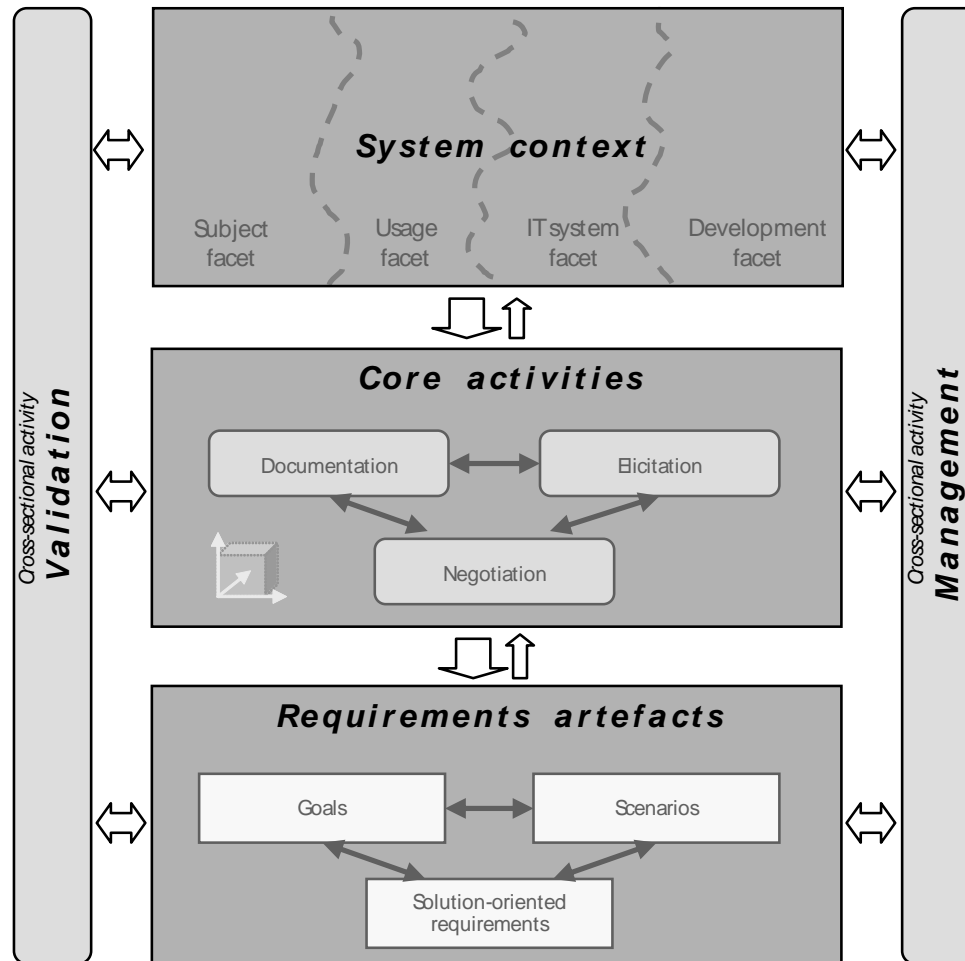 Cross-sectional activity
Validation
System context
Subject
facet
Usage
facet
IT system
facet
Development
facet
Core activities
Documentation
Elicitation
Negotiation
Requirements artefacts
Goals
Scenarios
Solution-oriented
requirements
Cross-sectional activity
Management